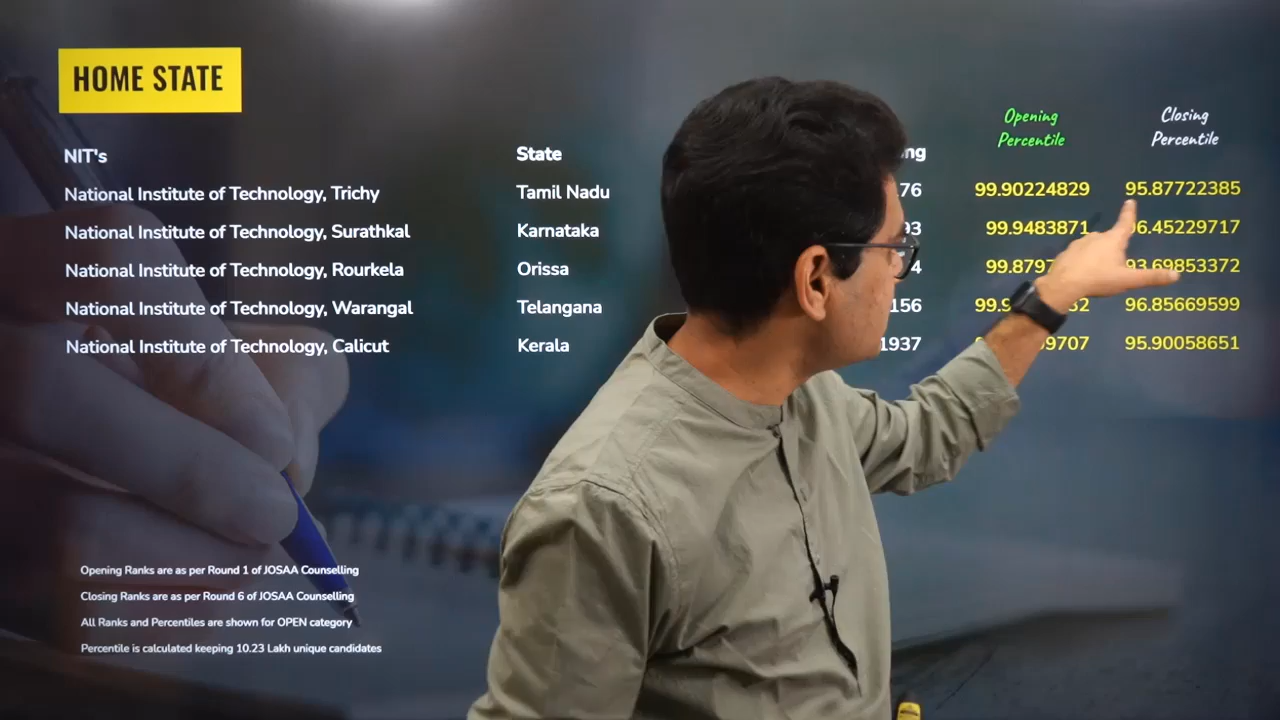 HOME STATE
Opening Closing
Percentile Percentile
NIT's State
National Institute of Technology, Trichy Tamil Nadu 99.90224829 95.87722385
National Institute of Technology, Surathkal Karnataka 99.9483871
National Institute of Technology, Rourkela Orissa
National Institute of Technology, Warangal Telangana 96.85669599
National Institute of Technology, Calicut Kerala 95.90058651
Opening Ranks are as per Round 1 of JOSAA Counselling
Closing Ranks are as per Round 6 of JOSAA Counselling
All Ranks and Percentiles are shown for OPEN category
Percentile is calculated keeping 10.23 Lakh unique candidates